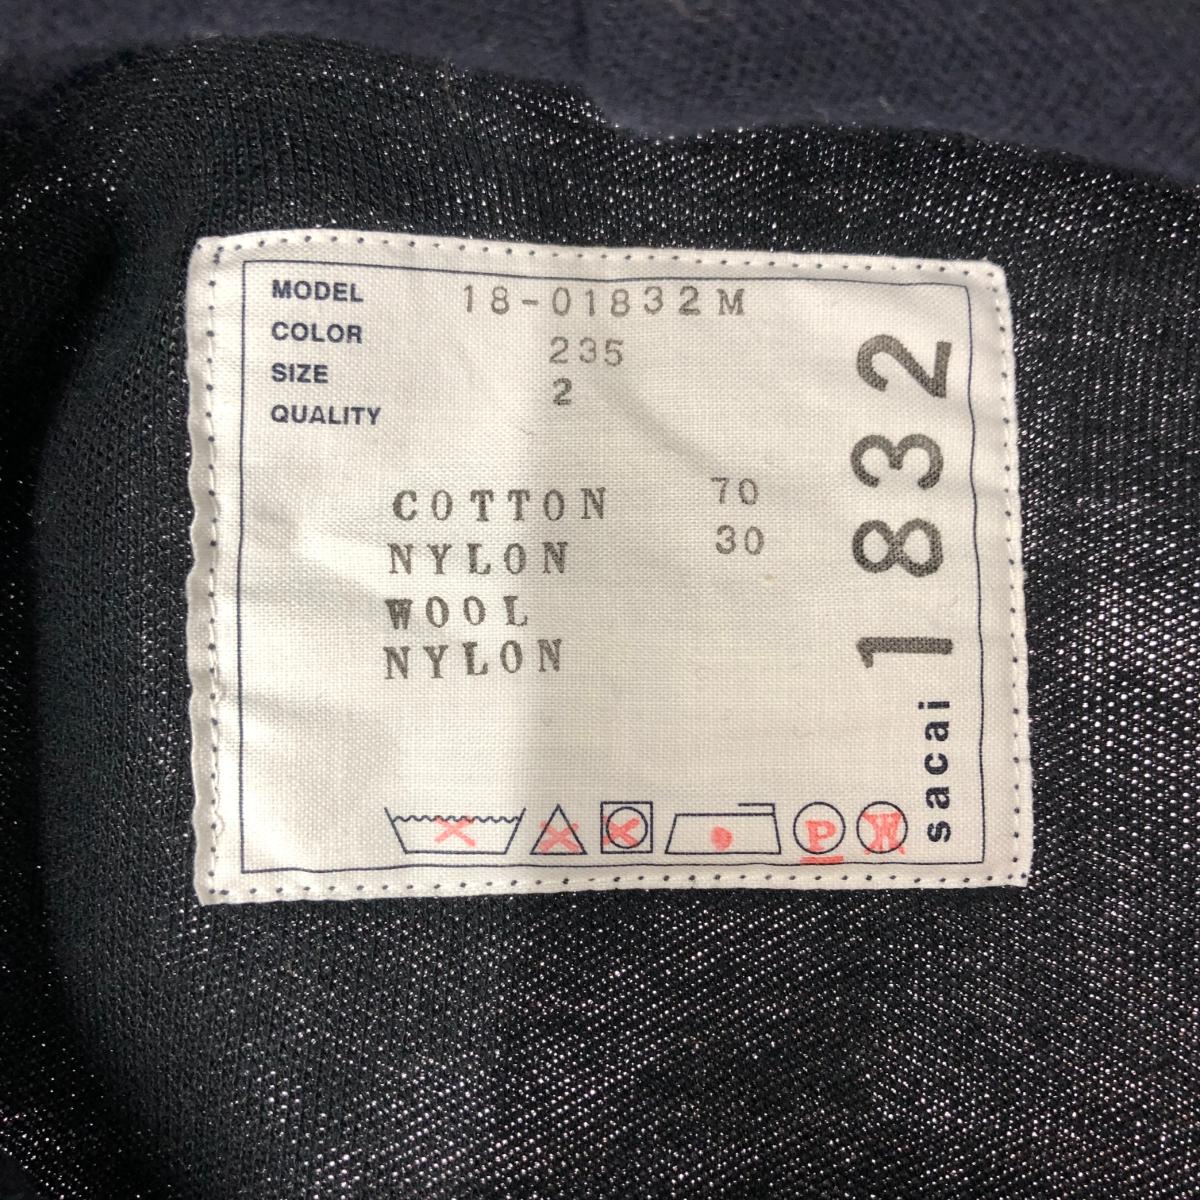 MODEL 18-01832M
COLOR 235
SIZE 2
QUALITY
COTTON 70
NYLON 30
WOOL
NYLON
P
W
sacai 1832